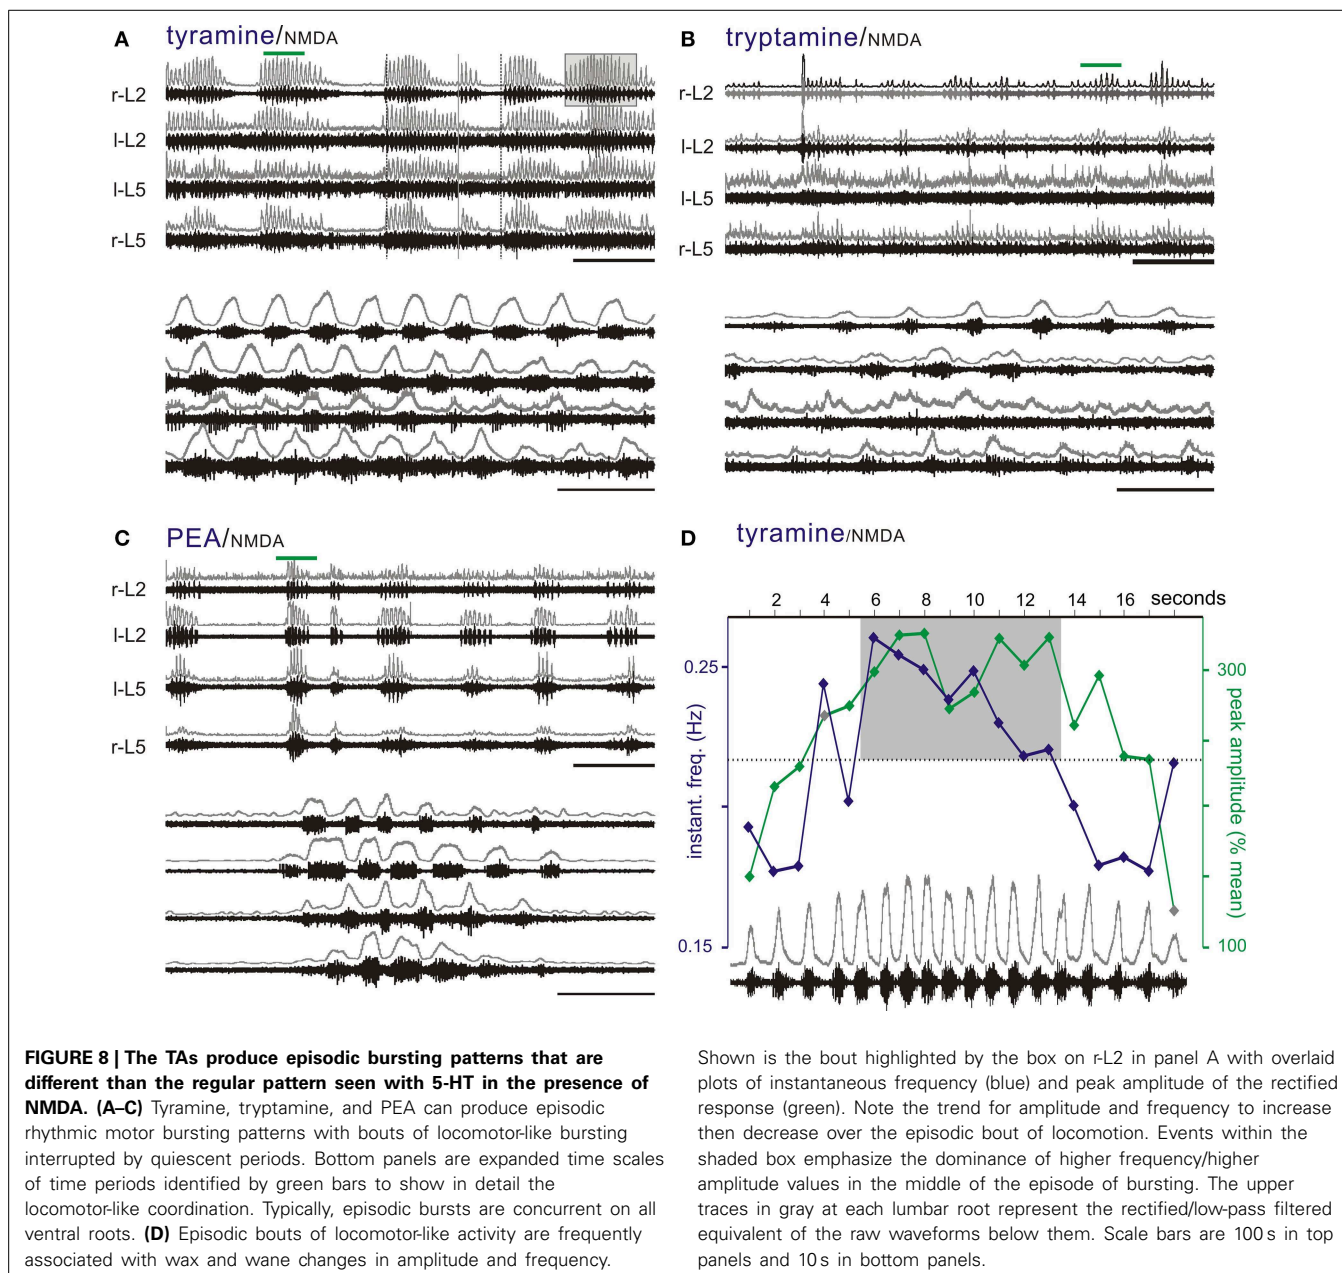 A tyramine/NMDA
r-L2
l-L2
l-L5
r-L5
B tryptamine/NMDA
r-L2
l-L2
l-L5
r-L5
C PEA/NMDA
r-L2
l-L2
l-L5
r-L5
D tyramine/NMDA
2 4 6 8 10 12 14 16 seconds
0.25
0.15
instant. freq. (Hz)
300
100
peak amplitude (% mean)
FIGURE 8 | The TAs produce episodic bursting patterns that are
different than the regular pattern seen with 5-HT in the presence of
NMDA. (A–C) Tyramine, tryptamine, and PEA can produce episodic
rhythmic motor bursting patterns with bouts of locomotor-like bursting
interrupted by quiescent periods. Bottom panels are expanded time scales
of time periods identified by green bars to show in detail the
locomotor-like coordination. Typically, episodic bursts are concurrent on all
ventral roots. (D) Episodic bouts of locomotor-like activity are frequently
associated with wax and wane changes in amplitude and frequency.
Shown is the bout highlighted by the box on r-L2 in panel A with overlaid
plots of instantaneous frequency (blue) and peak amplitude of the rectified
response (green). Note the trend for amplitude and frequency to increase
then decrease over the episodic bout of locomotion. Events within the
shaded box emphasize the dominance of higher frequency/higher
amplitude values in the middle of the episode of bursting. The upper
traces in gray at each lumbar root represent the rectified/low-pass filtered
equivalent of the raw waveforms below them. Scale bars are 100 s in top
panels and 10 s in bottom panels.